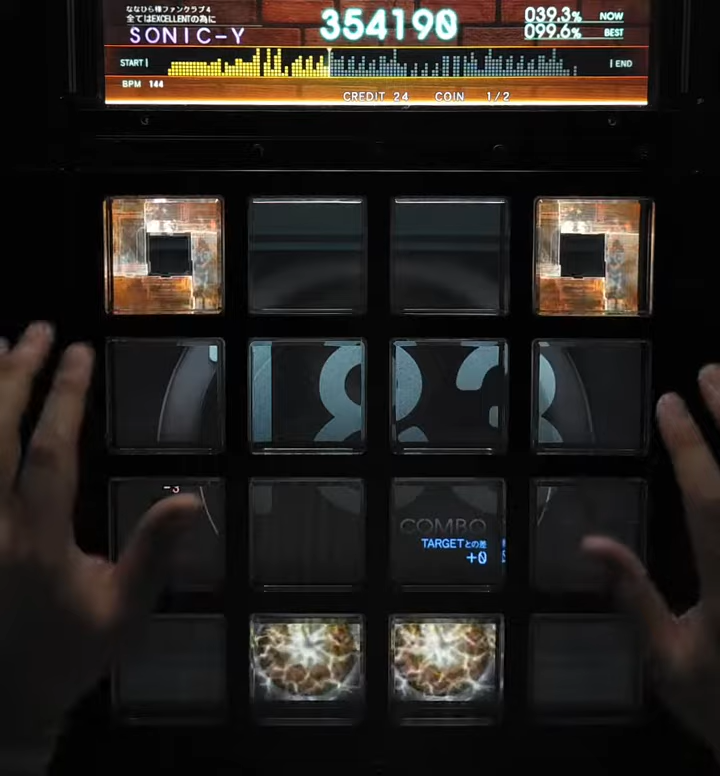 ななひら様ファンクラブ4
全てはEXCELLENTの為に
SONIC-Y
354190
039.3% NOW
099.6% BEST
START
END
BPM 144
CREDIT 24 COIN 1/2
183
-3
COMBO
TARGETとの差
+0